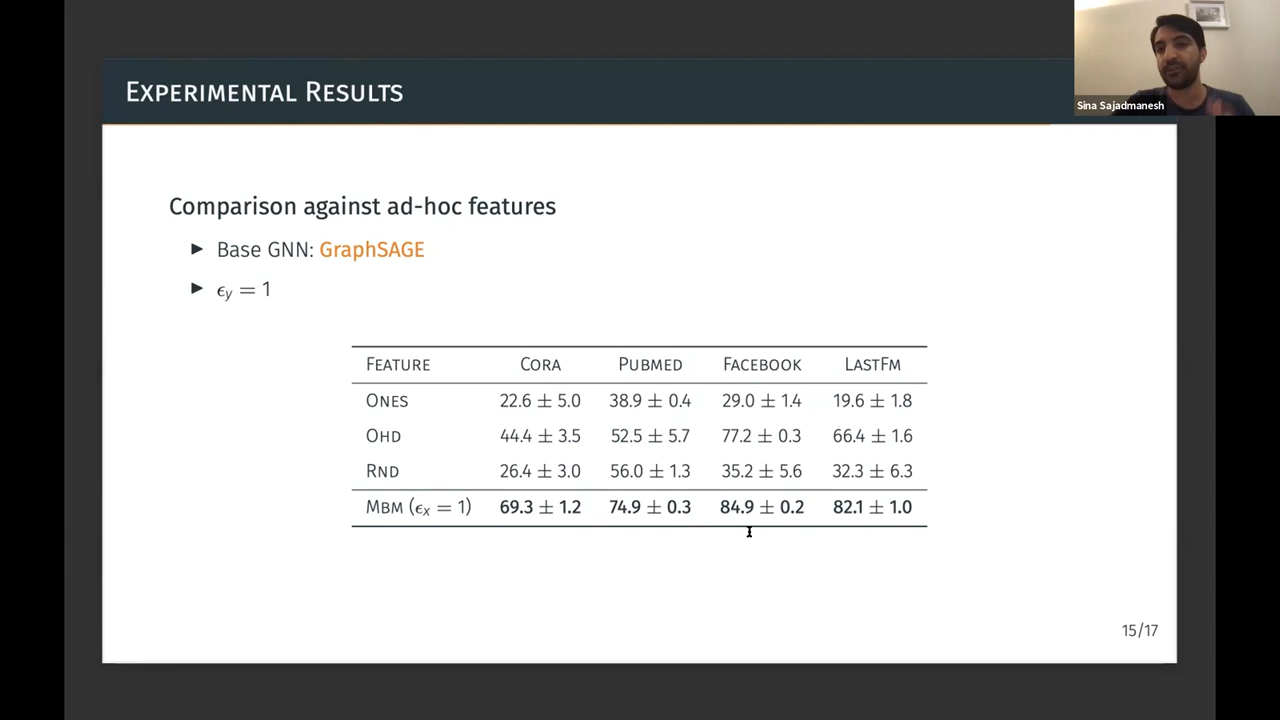 EXPERIMENTAL RESULTS
Sina Sajadmanesh
Comparison against ad-hoc features
▶ Base GNN: GraphSAGE
▶ ϵy = 1
FEATURE CORA PUBMED FACEBOOK LASTFM
ONES 22.6 ± 5.0 38.9 ± 0.4 29.0 ± 1.4 19.6 ± 1.8
OHD 44.4 ± 3.5 52.5 ± 5.7 77.2 ± 0.3 66.4 ± 1.6
RND 26.4 ± 3.0 56.0 ± 1.3 35.2 ± 5.6 32.3 ± 6.3
MBM (ϵx = 1) 69.3 ± 1.2 74.9 ± 0.3 84.9 ± 0.2 82.1 ± 1.0
15/17